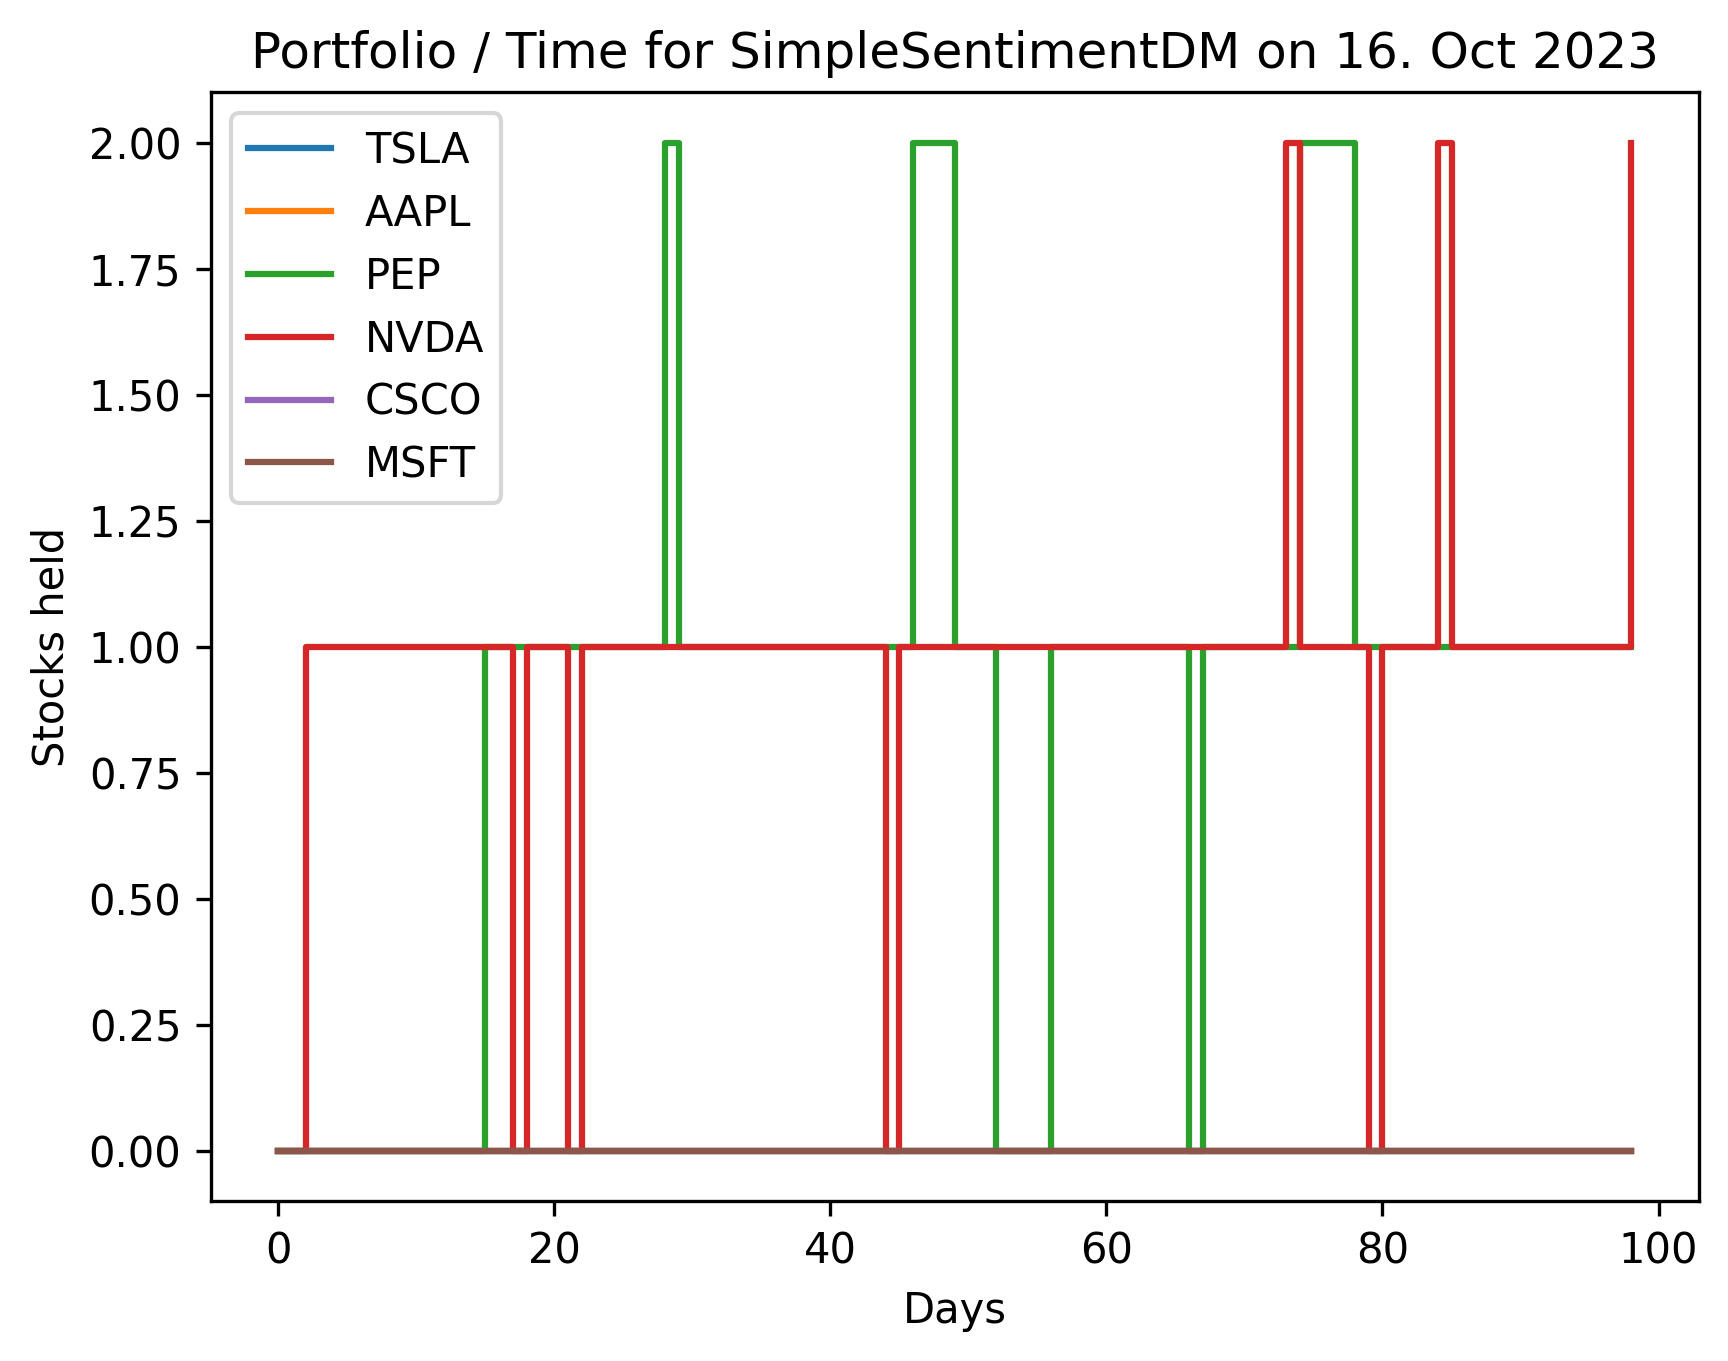 Portfolio / Time for SimpleSentimentDM on 16. Oct 2023
TSLA
AAPL
PEP
NVDA
CSCO
MSFT
2.00
1.75
1.50
1.25
1.00
0.75
0.50
0.25
0.00
Stocks held
0 20 40 60 80 100
Days